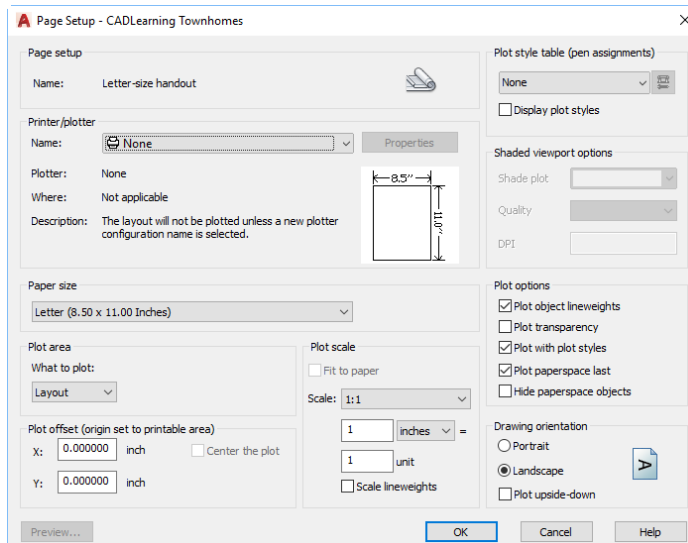 Page Setup - CADLearning Townhomes
Page setup
Name: Letter-size handout
Printer/plotter
Name: None Properties
Plotter: None
Where: Not applicable
Description: The layout will not be plotted unless a new plotter
configuration name is selected.
8.5''
11.0''
Paper size
Letter (8.50 x 11.00 Inches)
Plot area
What to plot:
Layout
Plot offset (origin set to printable area)
X: 0.000000 inch Center the plot
Y: 0.000000 inch
Plot scale
Fit to paper
Scale: 1:1
1 inches =
1 unit
Scale lineweights
Plot style table (pen assignments)
None
Display plot styles
Shaded viewport options
Shade plot
Quality
DPI
Plot options
Plot object lineweights
Plot transparency
Plot with plot styles
Plot paperspace last
Hide paperspace objects
Drawing orientation
Portrait
Landscape
A
Plot upside-down
Preview... OK Cancel Help